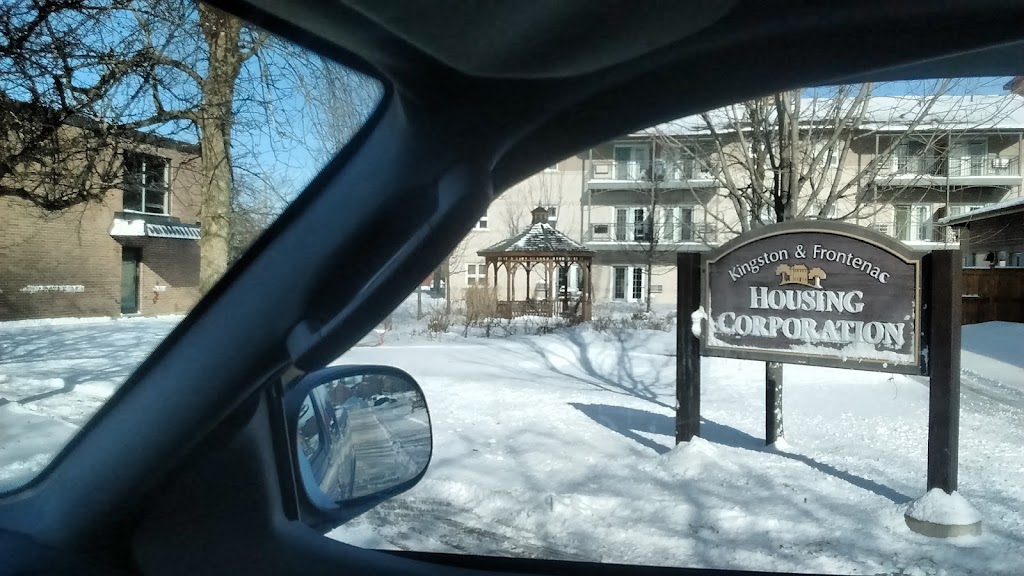 Kingston & Frontenac
HOUSING
CORPORATION